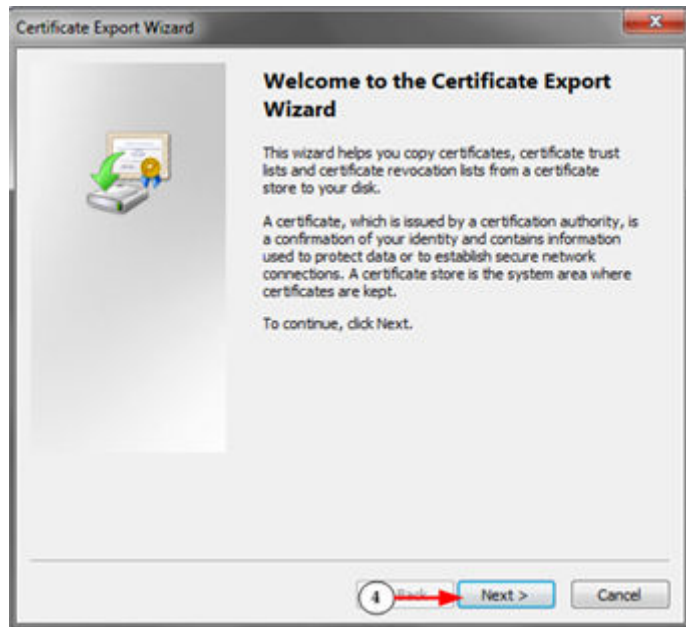 Certificate Export Wizard
Welcome to the Certificate Export
Wizard
This wizard helps you copy certificates, certificate trust
lists and certificate revocation lists from a certificate
store to your disk.
A certificate, which is issued by a certification authority, is
a confirmation of your identity and contains information
used to protect data or to establish secure network
connections. A certificate store is the system area where
certificates are kept.
To continue, click Next.
4 Back Next > Cancel